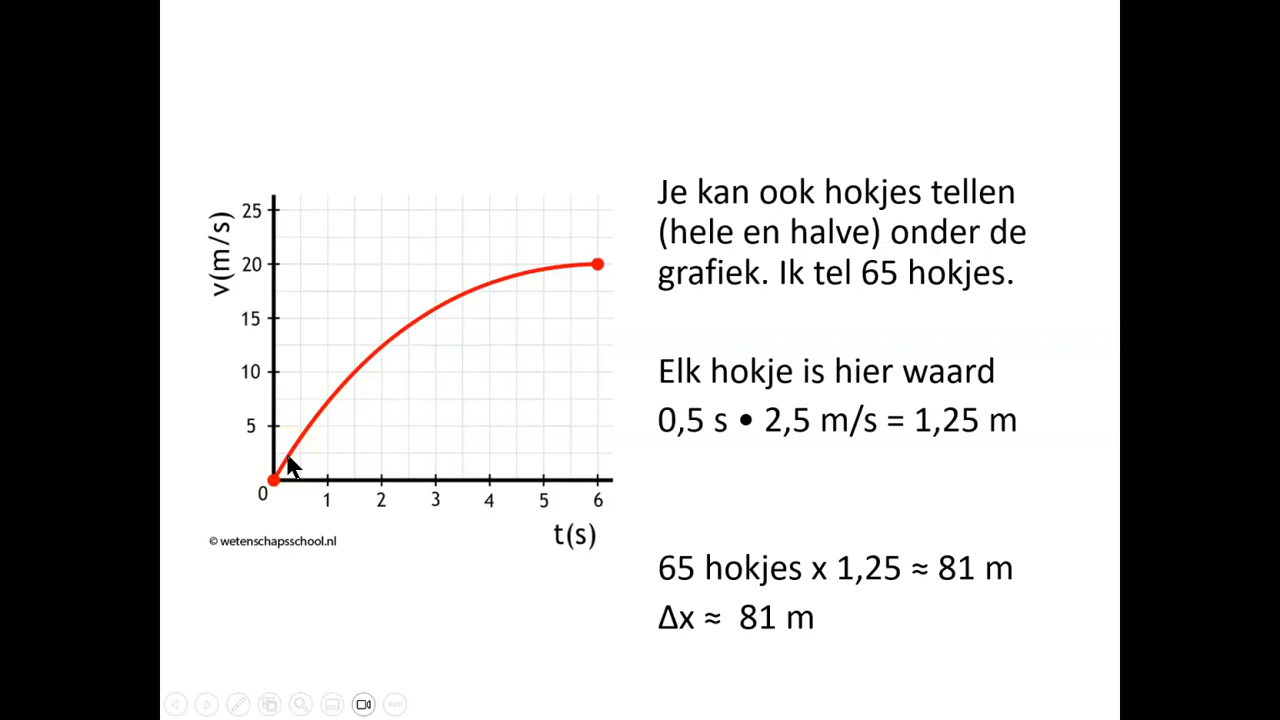 Je kan ook hokjes tellen
(hele en halve) onder de
grafiek. Ik tel 65 hokjes.
Elk hokje is hier waard
0,5 s • 2,5 m/s = 1,25 m
65 hokjes x 1,25 ≈ 81 m
Δx ≈ 81 m
v(m/s)
25
20
15
10
5
0
1 2 3 4 5 6
t(s)
© wetenschapsschool.nl